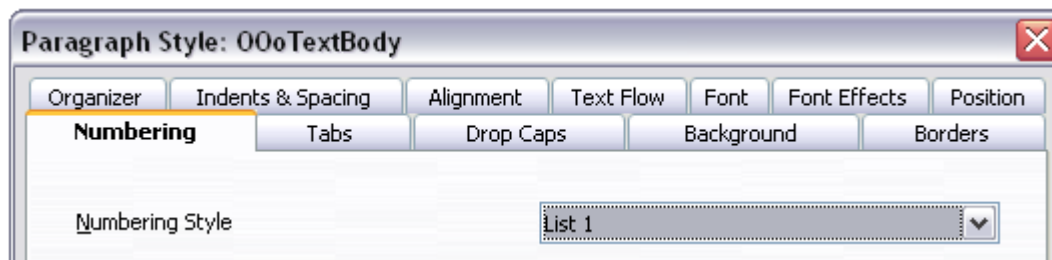 Paragraph Style: OOoTextBody
Organizer Indents & Spacing Alignment Text Flow Font Font Effects Position
Numbering Tabs Drop Caps Background Borders
Numbering Style List 1